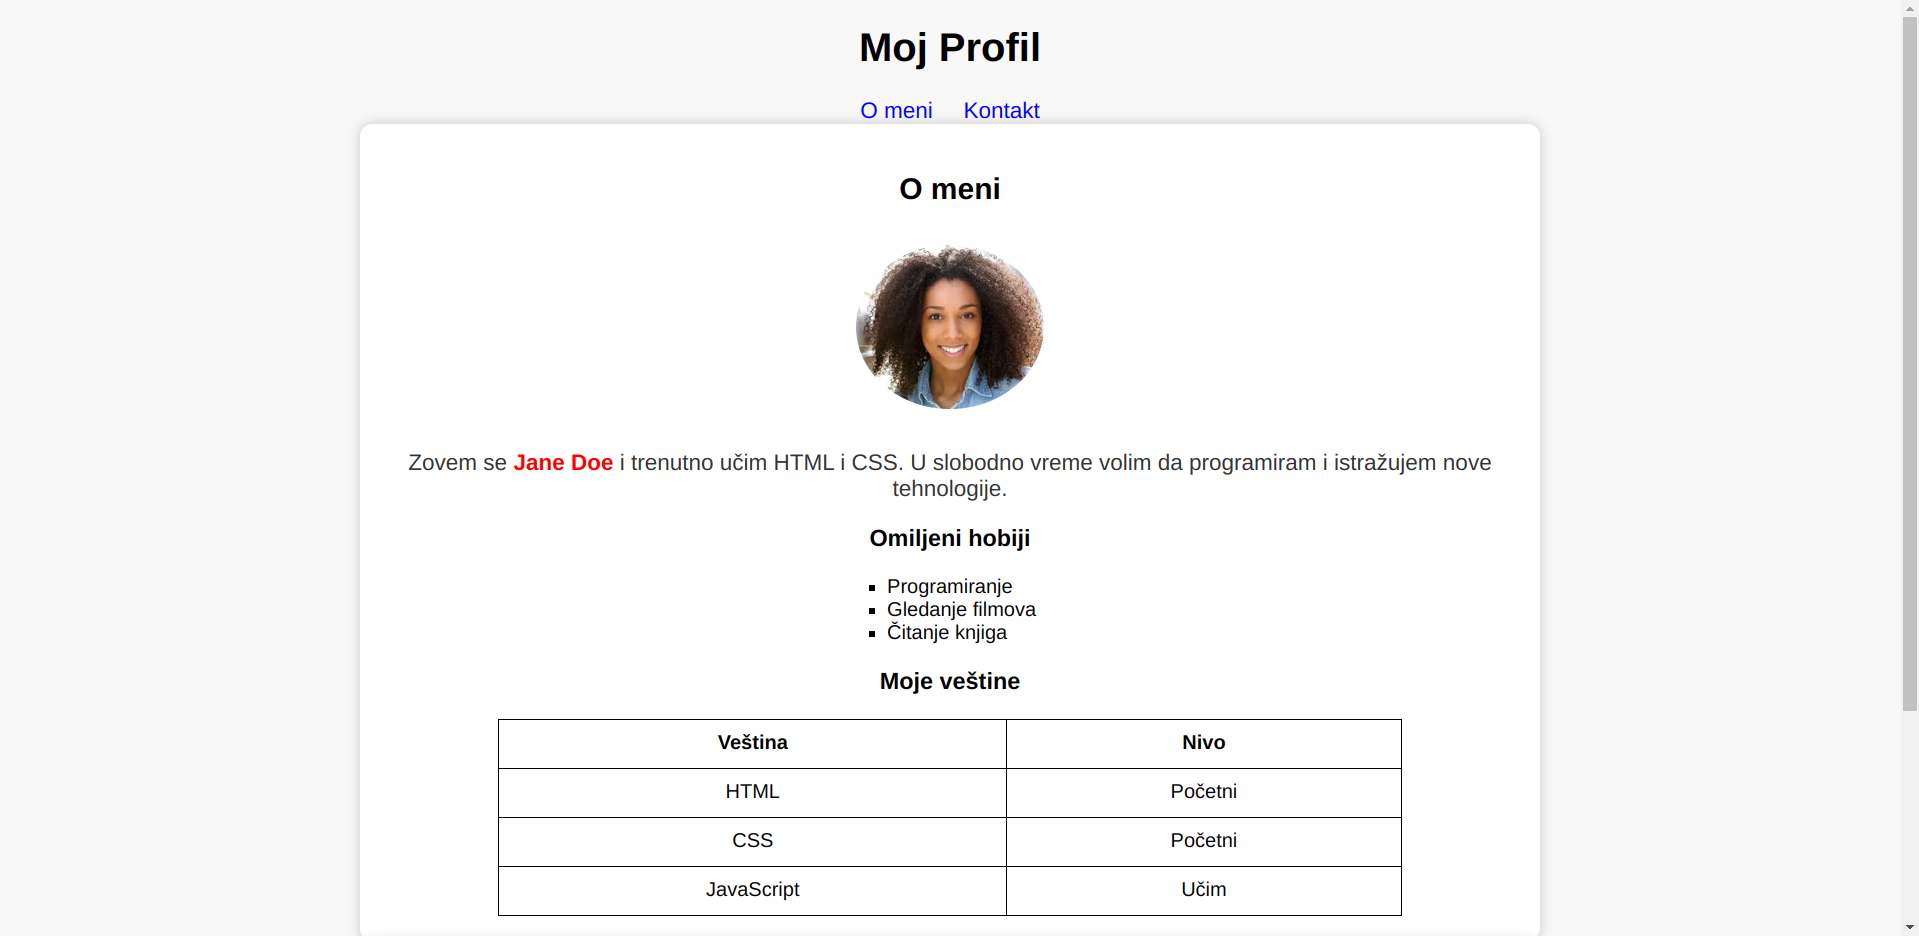 Moj Profil
O meni Kontakt
O meni
Zovem se Jane Doe i trenutno učim HTML i CSS. U slobodno vreme volim da programiram i istražujem nove
tehnologije.
Omiljeni hobiji
Programiranje
Gledanje filmova
Čitanje knjiga
Moje veštine
Veština Nivo
HTML Početni
CSS Početni
JavaScript Učim